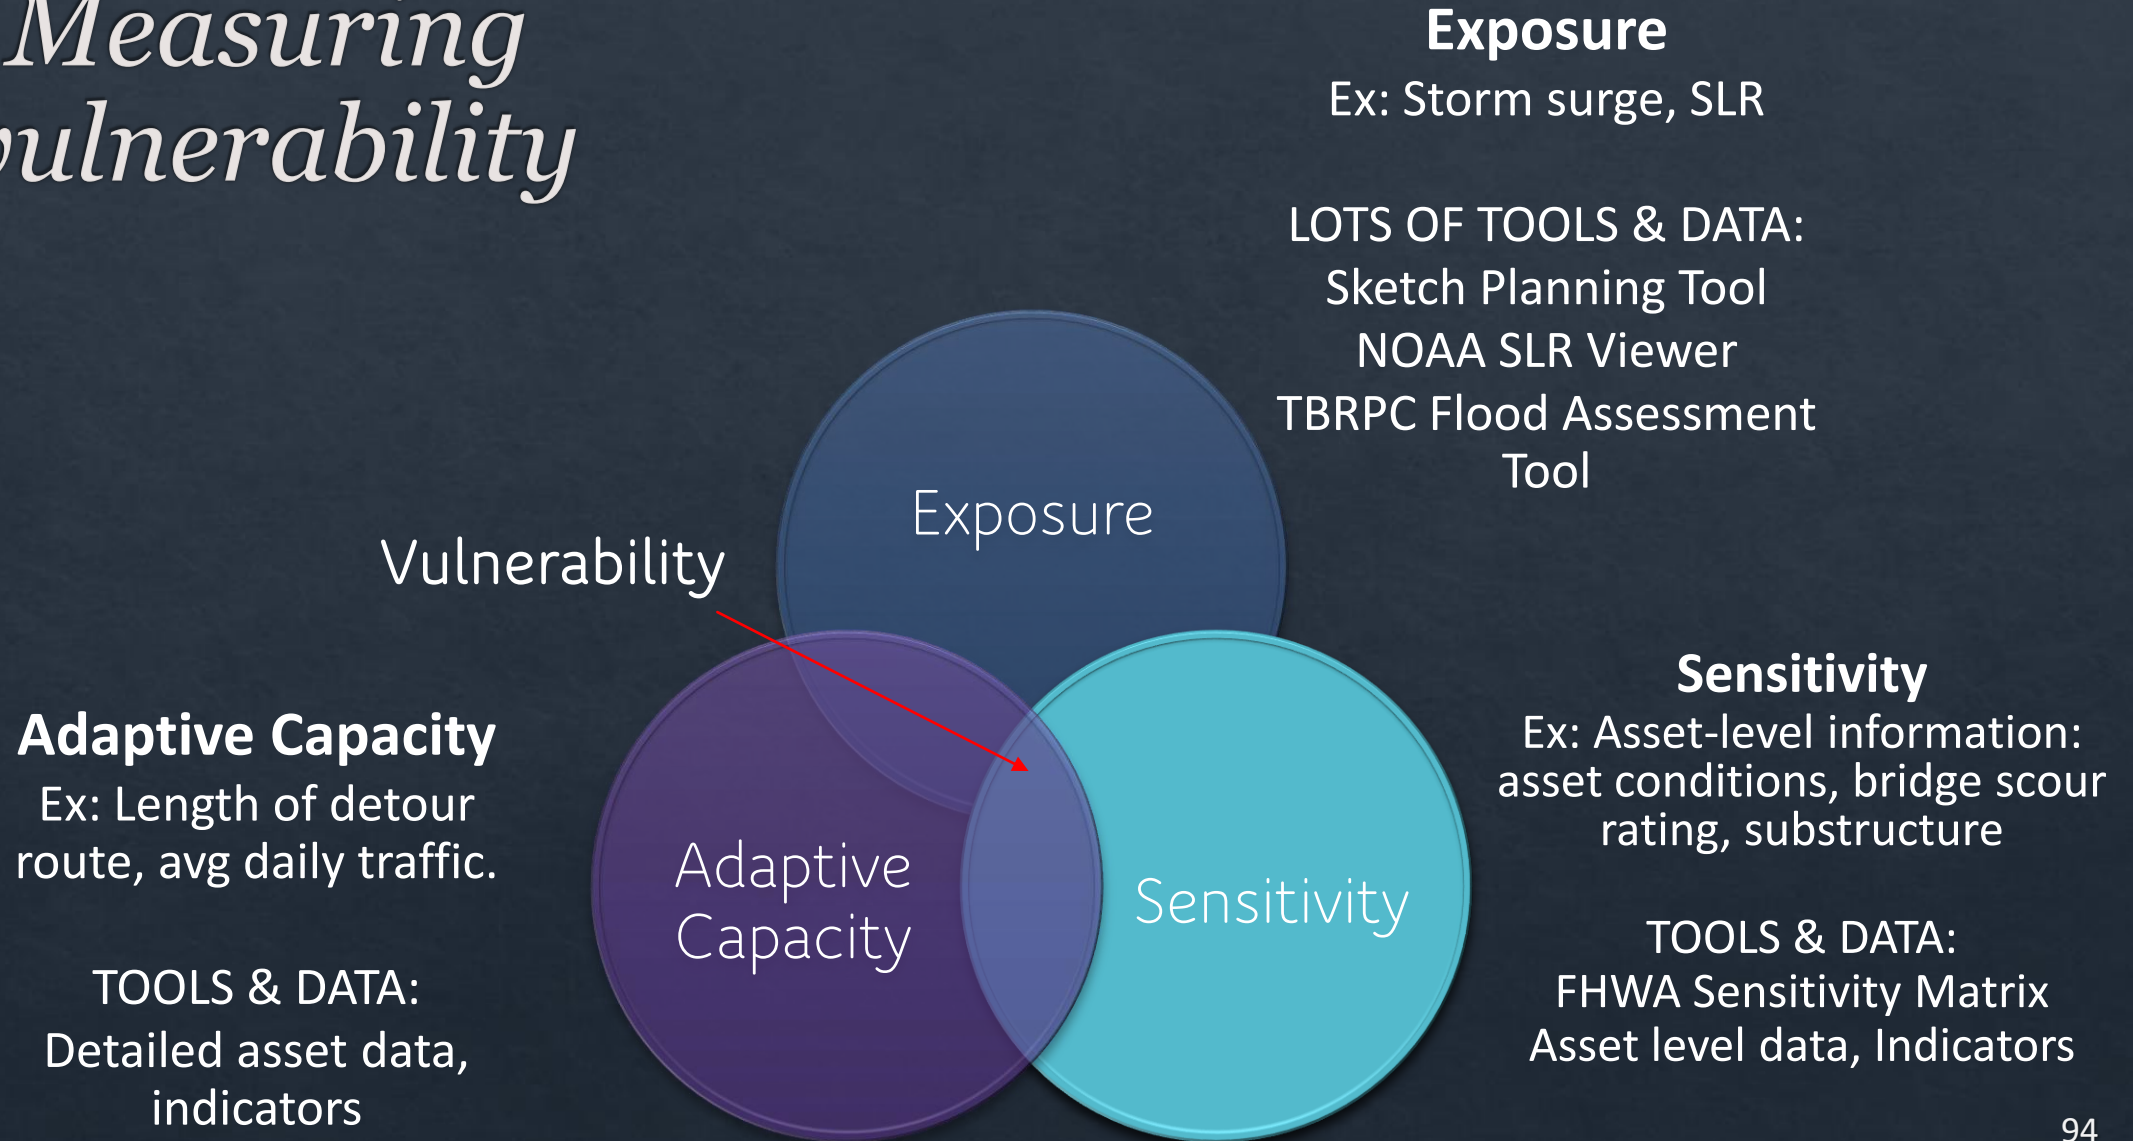 Measuring
vulnerability
Exposure
Ex: Storm surge, SLR
LOTS OF TOOLS & DATA:
Sketch Planning Tool
NOAA SLR Viewer
TBRPC Flood Assessment
Tool
Exposure
Vulnerability
Adaptive
Capacity
Sensitivity
Adaptive Capacity
Ex: Length of detour
route, avg daily traffic.
TOOLS & DATA:
Detailed asset data,
indicators
Sensitivity
Ex: Asset-level information:
asset conditions, bridge scour
rating, substructure
TOOLS & DATA:
FHWA Sensitivity Matrix
Asset level data, Indicators
94